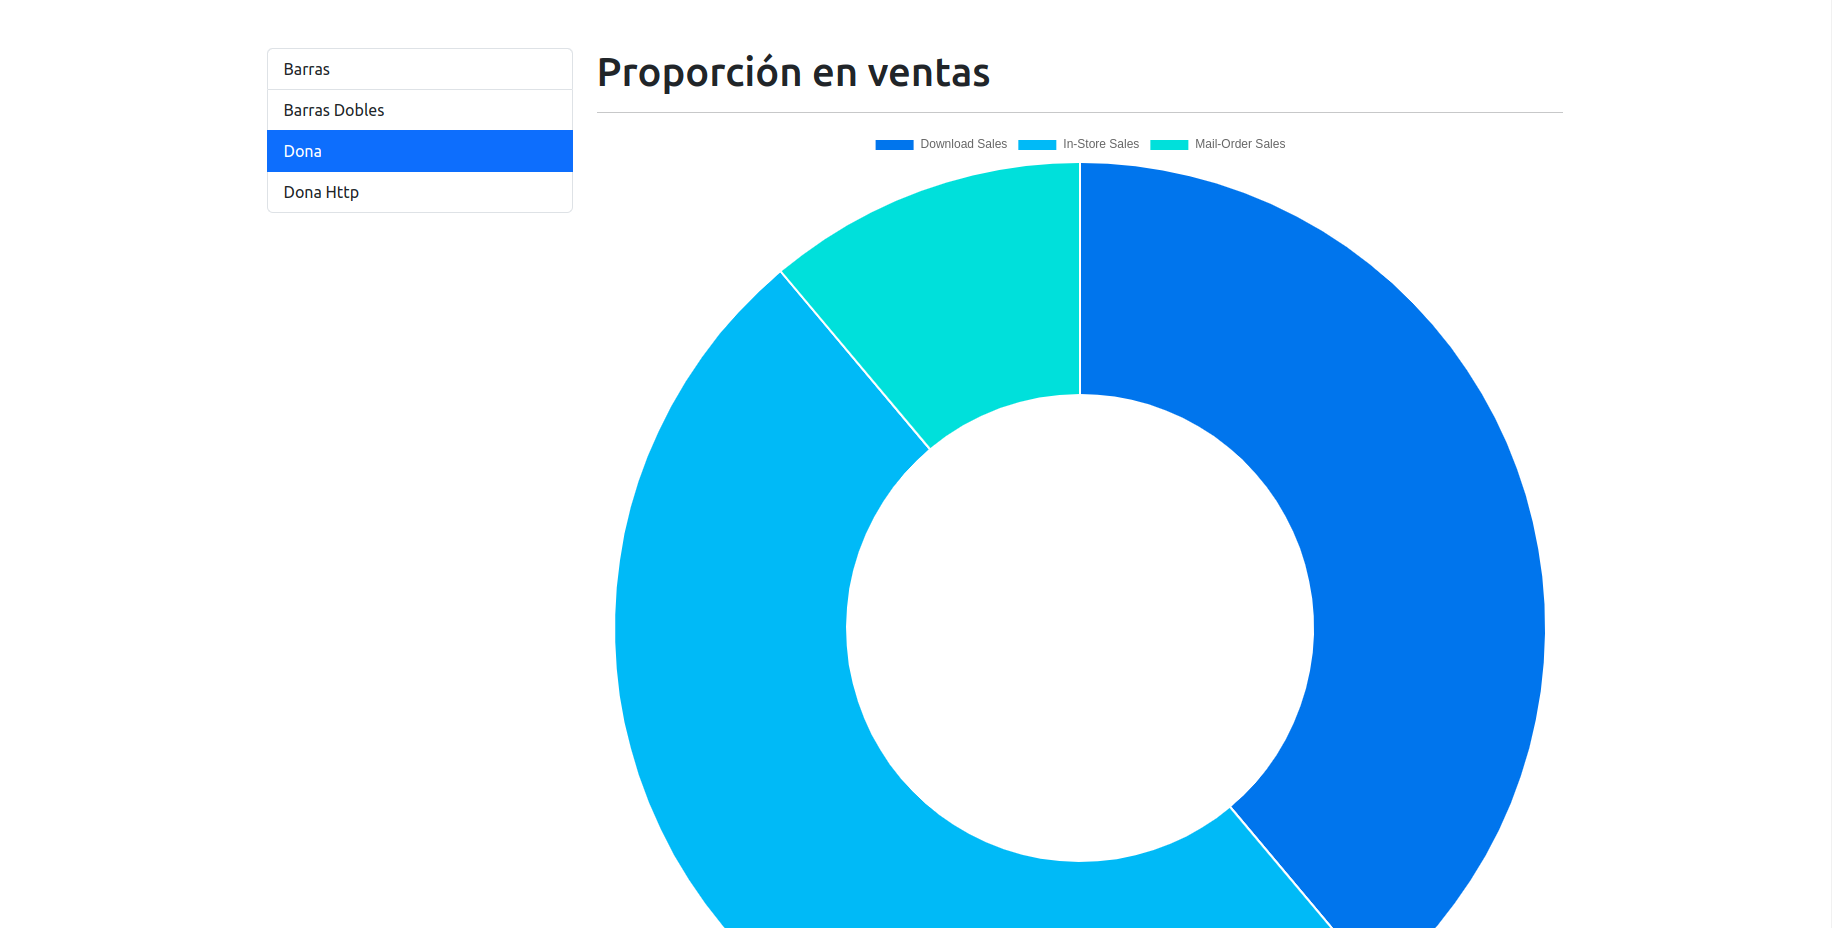 Barras
Barras Dobles
Dona
Dona Http
Proporción en ventas
Download Sales In-Store Sales Mail-Order Sales